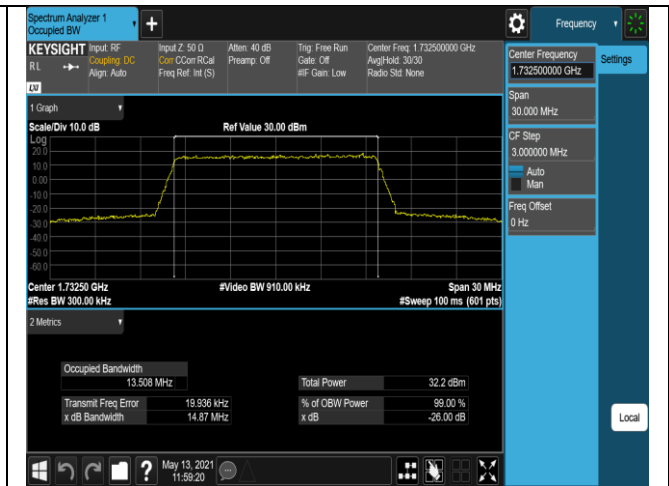 Spectrum Analyzer 1
Occupied BW
+
Frequency
KEYSIGHT
RL
Align: Auto
Input: RF
Coupling: DC
Input Z: 50 Ω
Corr CCorr RCal
Freq Ref: Int (S)
Atten: 40 dB
Preamp: Off
Trig: Free Run
Gate: Off
#IF Gain: Low
Center Freq: 1.732500000 GHz
Avg|Hold: 30/30
Radio Std: None
LXI
1 Graph
Scale/Div 10.0 dB
Ref Value 30.00 dBm
Log
20.0
10.0
0.00
-10.0
-20.0
-30.0
-40.0
-50.0
-60.0
Center 1.73250 GHz
#Video BW 910.00 kHz
Span 30 MHz
#Res BW 300.00 kHz
#Sweep 100 ms (601 pts)
2 Metrics
Occupied Bandwidth
13.508 MHz
Total Power
32.2 dBm
Transmit Freq Error
19.936 kHz
% of OBW Power
99.00 %
x dB Bandwidth
14.87 MHz
x dB
-26.00 dB
Center Frequency
1.732500000 GHz
Settings
Span
30.000 MHz
CF Step
3.000000 MHz
Auto
Man
Freq Offset
0 Hz
Local
?
May 13, 2021
11:59:20